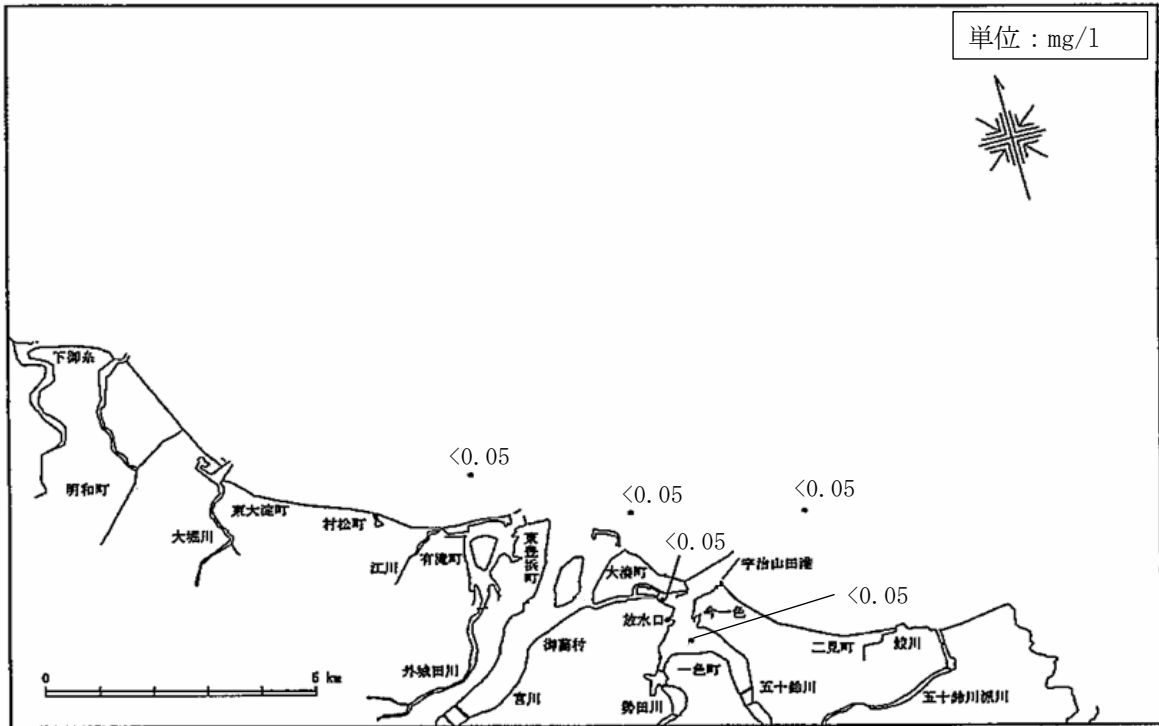 単位：mg/l
下御糸
<0.05
明和町
<0.05
<0.05
東大淀町
村松町
大堀川
江川
有滝町
東豊浜町
<0.05
大湊町
宇治山田港
<0.05
今一色
放水口
御薗村
二見町
鮫川
外城田川
宮川
一色町
勢田川
五十鈴川
五十鈴川派川
0
5 km